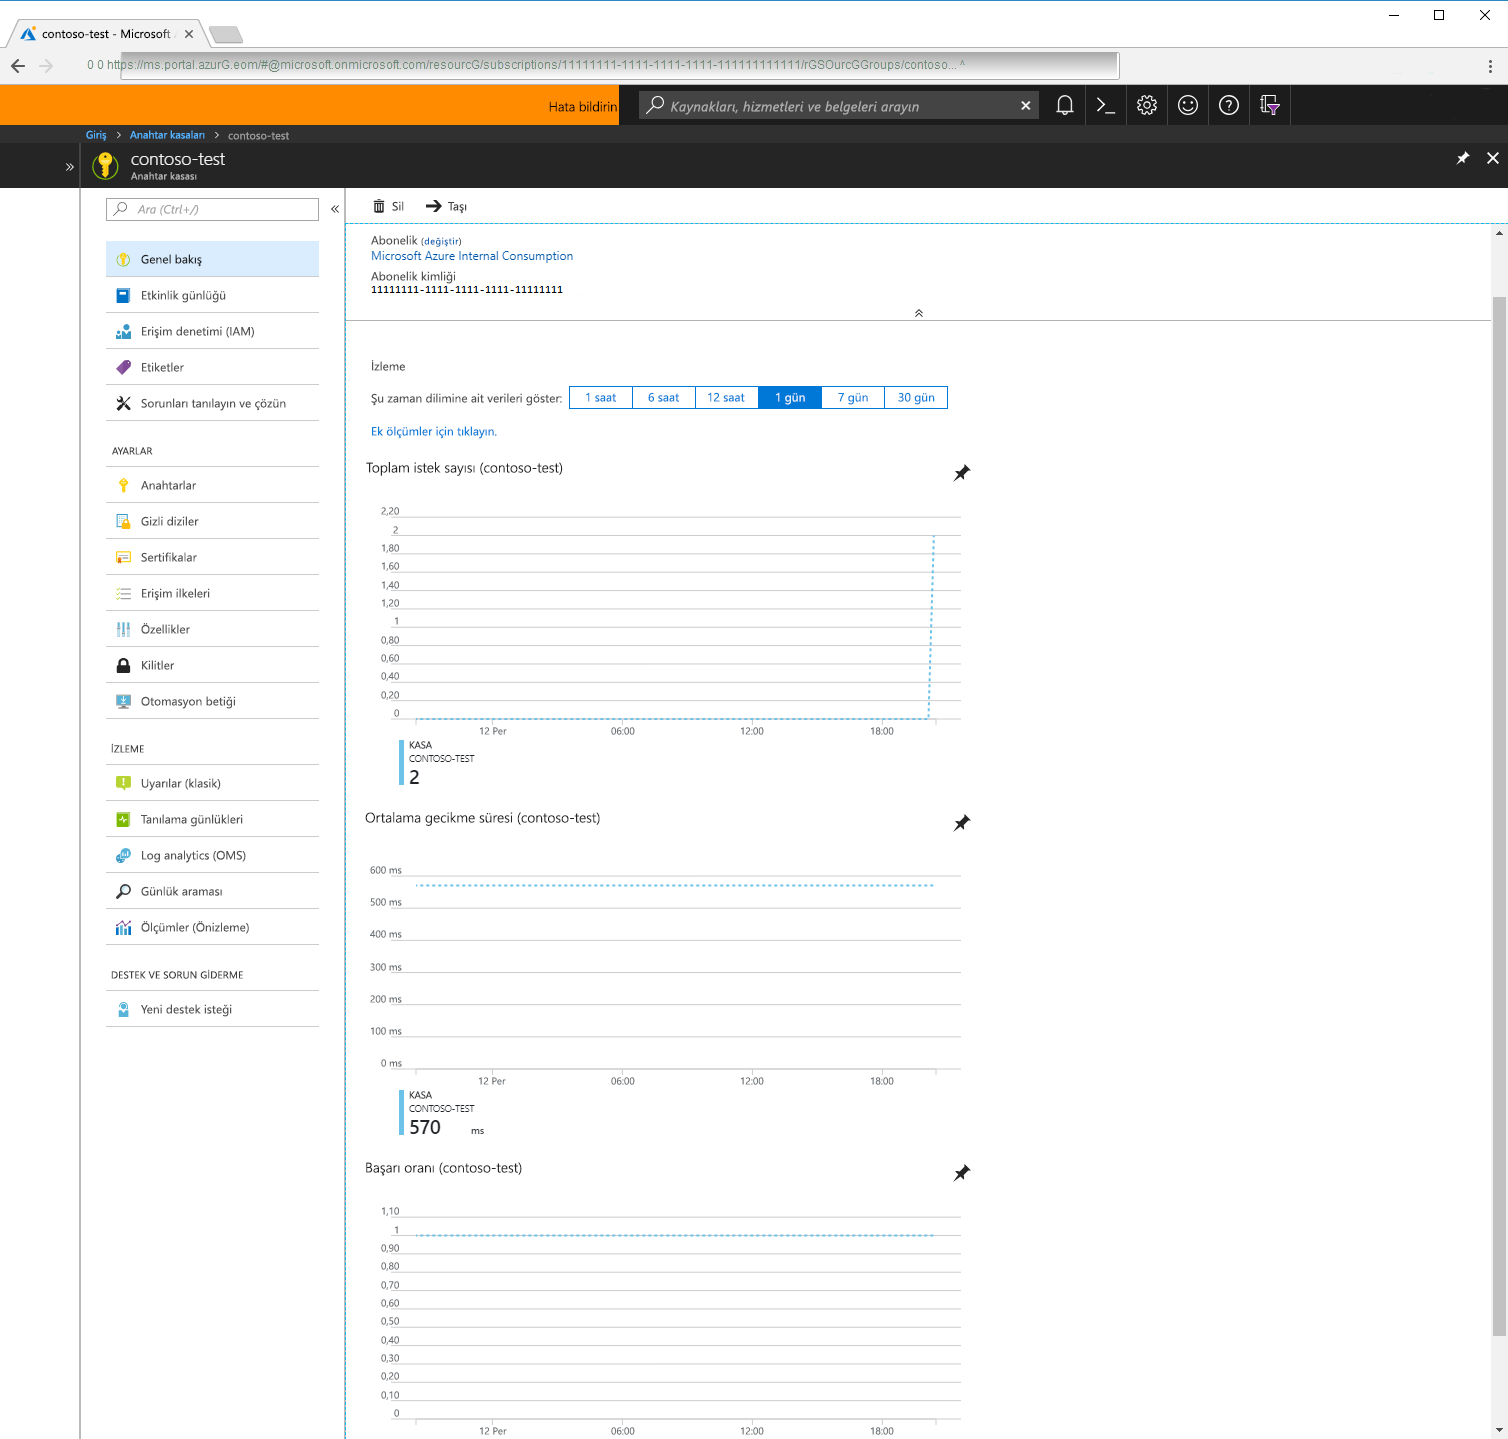 contoso-test - Microsoft
0 0 https://ms.portal.azurG.eom/#@microsoft.onmicrosoft.com/resourcG/subscriptions/11111111-1111-1111-1111-111111111111/rGSOurcGGroups/contoso... ^
Hata bildirin
Kaynakları, hizmetleri ve belgeleri arayın
Giriş > Anahtar kasaları > contoso-test
contoso-test
Anahtar kasası
Ara (Ctrl+/)
Genel bakış
Etkinlik günlüğü
Erişim denetimi (IAM)
Etiketler
Sorunları tanılayın ve çözün
AYARLAR
Anahtarlar
Gizli diziler
Sertifikalar
Erişim ilkeleri
Özellikler
Kilitler
Otomasyon betiği
İZLEME
Uyarılar (klasik)
Tanılama günlükleri
Log analytics (OMS)
Günlük araması
Ölçümler (Önizleme)
DESTEK VE SORUN GİDERME
Yeni destek isteği
Sil Taşı
Abonelik (değiştir)
Microsoft Azure Internal Consumption
Abonelik kimliği
11111111-1111-1111-1111-11111111
İzleme
Şu zaman dilimine ait verileri göster: 1 saat 6 saat 12 saat 1 gün 7 gün 30 gün
Ek ölçümler için tıklayın.
Toplam istek sayısı (contoso-test)
2,20
2
1,80
1,60
1,40
1,20
1
0,80
0,60
0,40
0,20
0
12 Per 06:00 12:00 18:00
KASA
CONTOSO-TEST
2
Ortalama gecikme süresi (contoso-test)
600 ms
500 ms
400 ms
300 ms
200 ms
100 ms
0 ms
12 Per 06:00 12:00 18:00
KASA
CONTOSO-TEST
570 ms
Başarı oranı (contoso-test)
1,10
1
0,90
0,80
0,70
0,60
0,50
0,40
0,30
0,20
0,10
0
12 Per 06:00 12:00 18:00